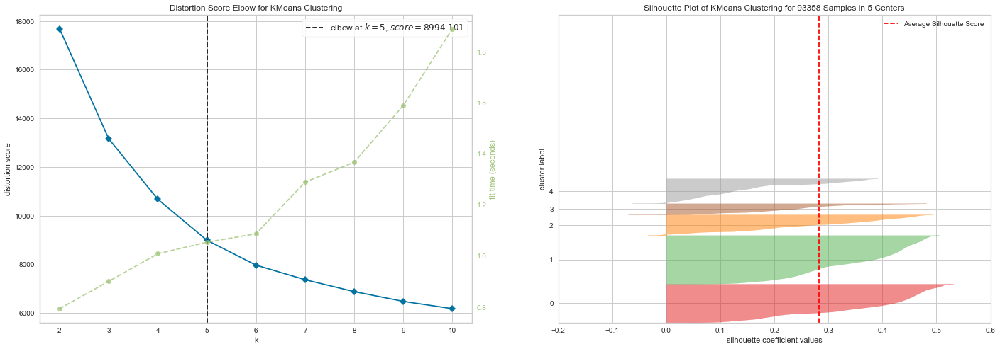 Distortion Score Elbow for KMeans Clustering
elbow at k = 5, score = 8994.101
18000
16000
14000
12000
10000
8000
6000
distortion score
2 3 4 5 6 7 8 9 10
k
1.8
1.6
1.4
1.2
1.0
0.8
fit time (seconds)
Silhouette Plot of KMeans Clustering for 93358 Samples in 5 Centers
Average Silhouette Score
cluster label
4
3
2
1
0
−0.2 −0.1 0.0 0.1 0.2 0.3 0.4 0.5 0.6
silhouette coefficient values